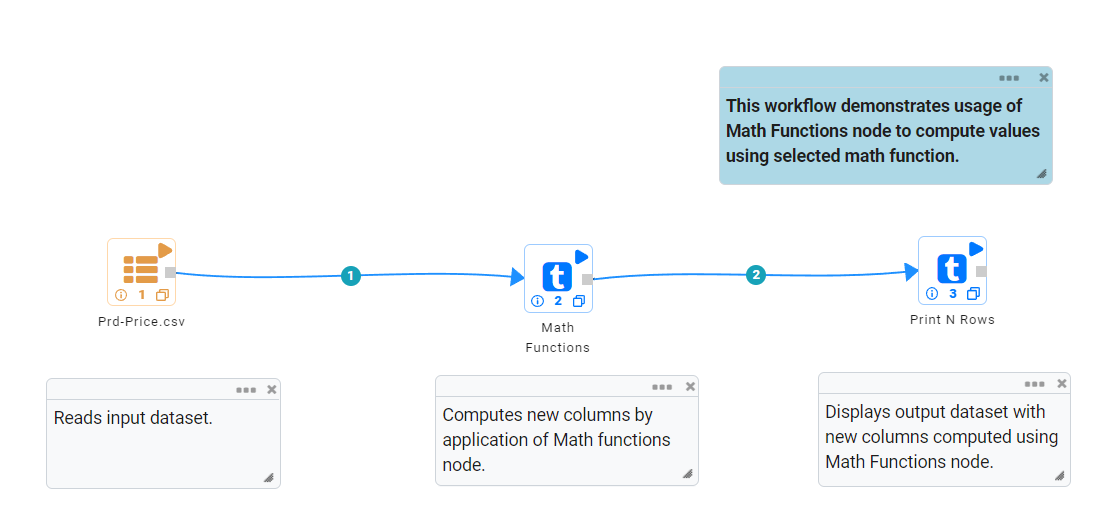 This workflow demonstrates usage of
Math Functions node to compute values
using selected math function.
1
2
1
2
3
Prd-Price.csv
Math
Functions
Print N Rows
Reads input dataset.
Computes new columns by
application of Math functions
node.
Displays output dataset with
new columns computed using
Math Functions node.